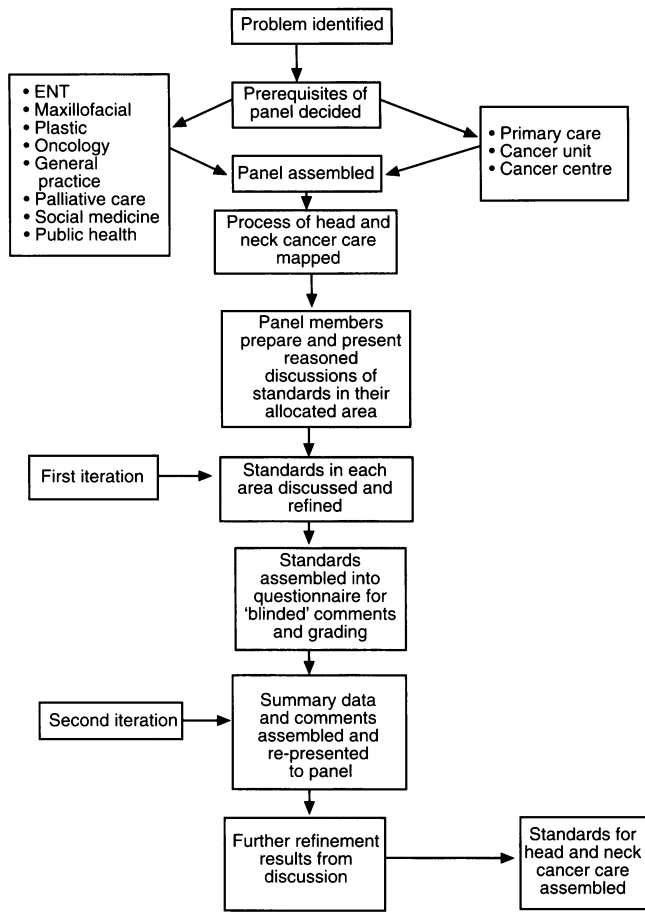 Problem identified
• ENT
• Maxillofacial
• Plastic
• Oncology
• General
practice
• Palliative care
• Social medicine
• Public health
Prerequisites of
panel decided
• Primary care
• Cancer unit
• Cancer centre
Panel assembled
Process of head and
neck cancer care
mapped
Panel members
prepare and present
reasoned
discussions of
standards in their
allocated area
First iteration
Standards in each
area discussed and
refined
Standards
assembled into
questionnaire for
‘blinded’ comments
and grading
Second iteration
Summary data
and comments
assembled and
re-presented
to panel
Further refinement
results from
discussion
Standards for
head and neck
cancer care
assembled